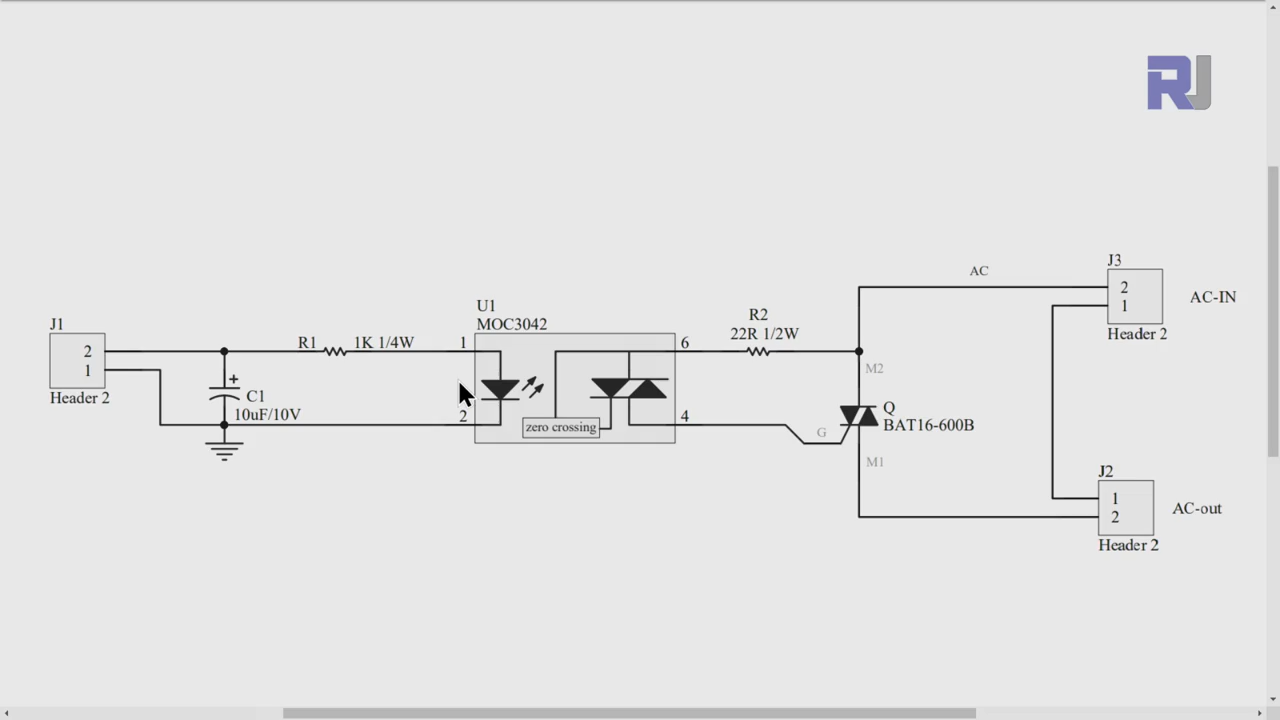 RJ
J3
AC
2
1
AC-IN
Header 2
U1
MOC3042
R2
22R 1/2W
J1
2
1
Header 2
R1
1K 1/4W
1
6
M2
+
C1
10uF/10V
2
zero crossing
4
G
Q
BAT16-600B
M1
J2
1
2
AC-out
Header 2